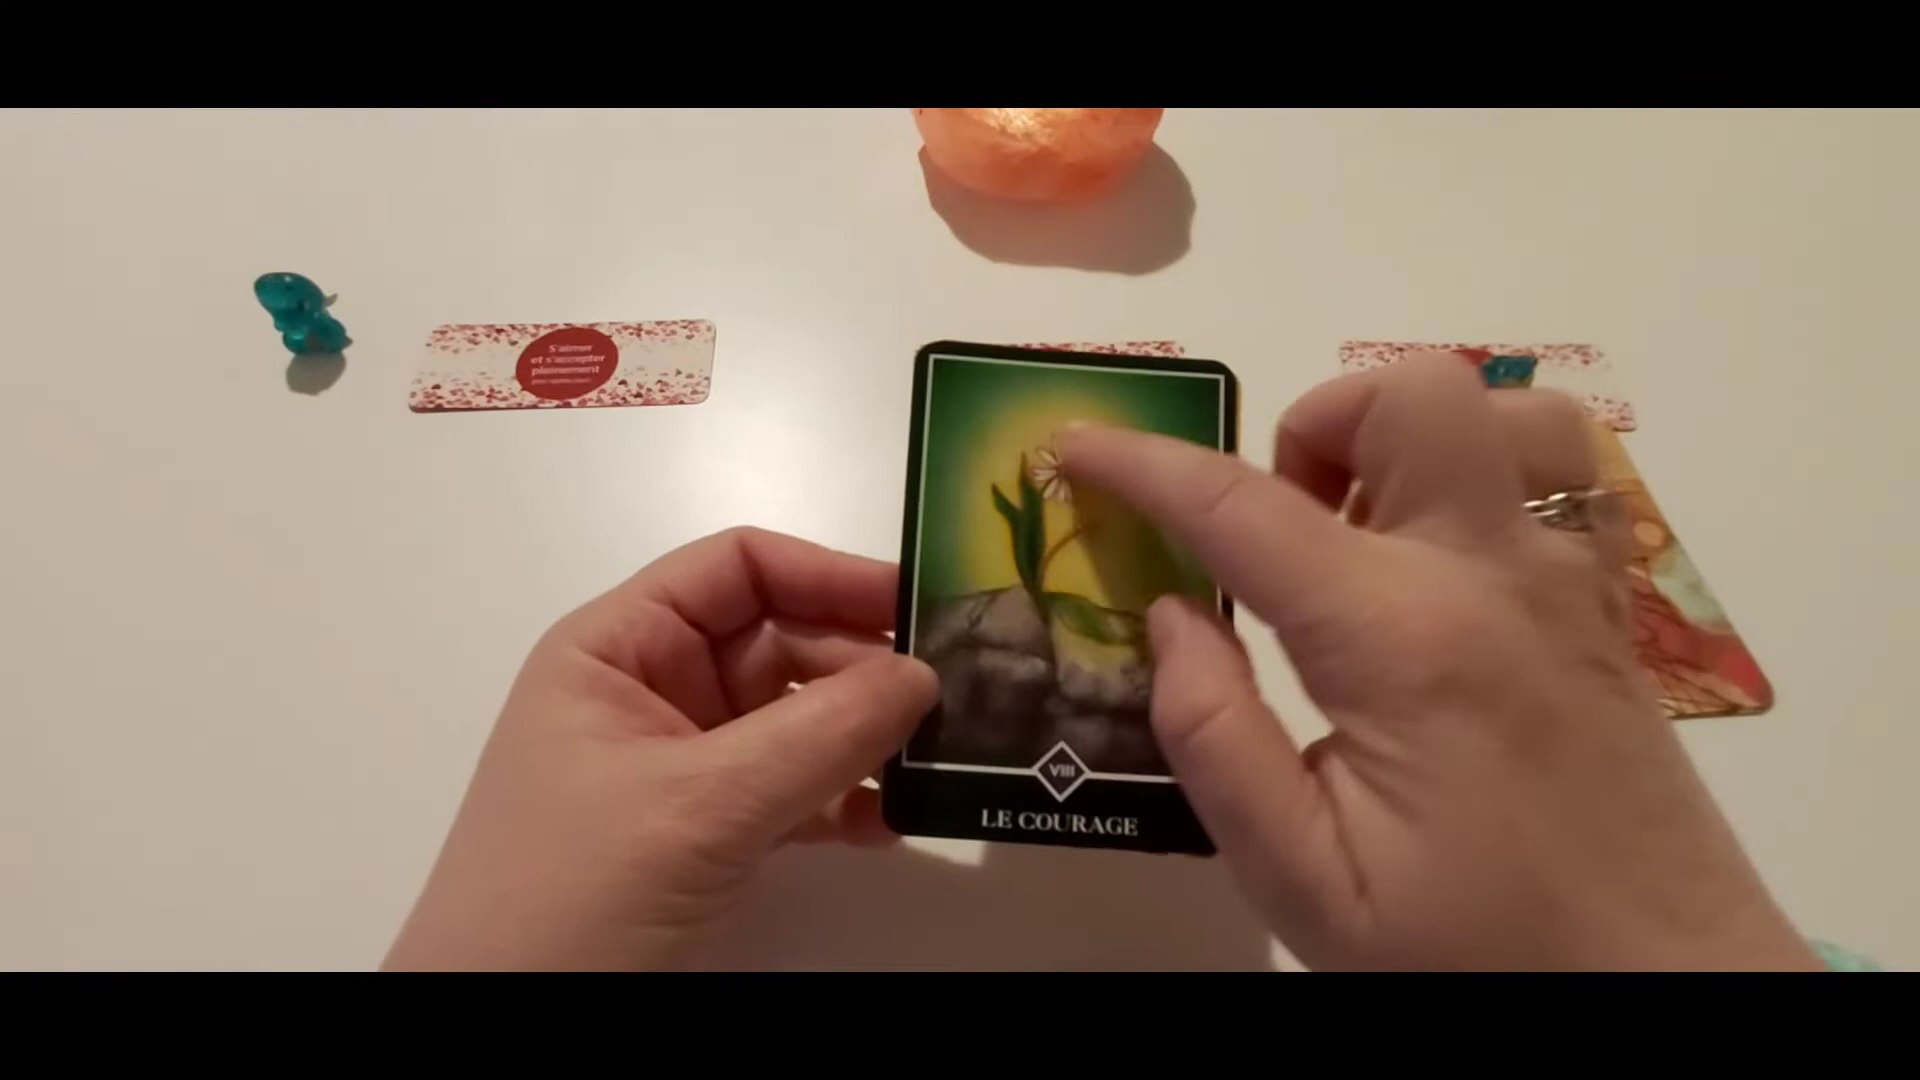 S'aimer
et s'accepter
pleinement
VIII
LE COURAGE